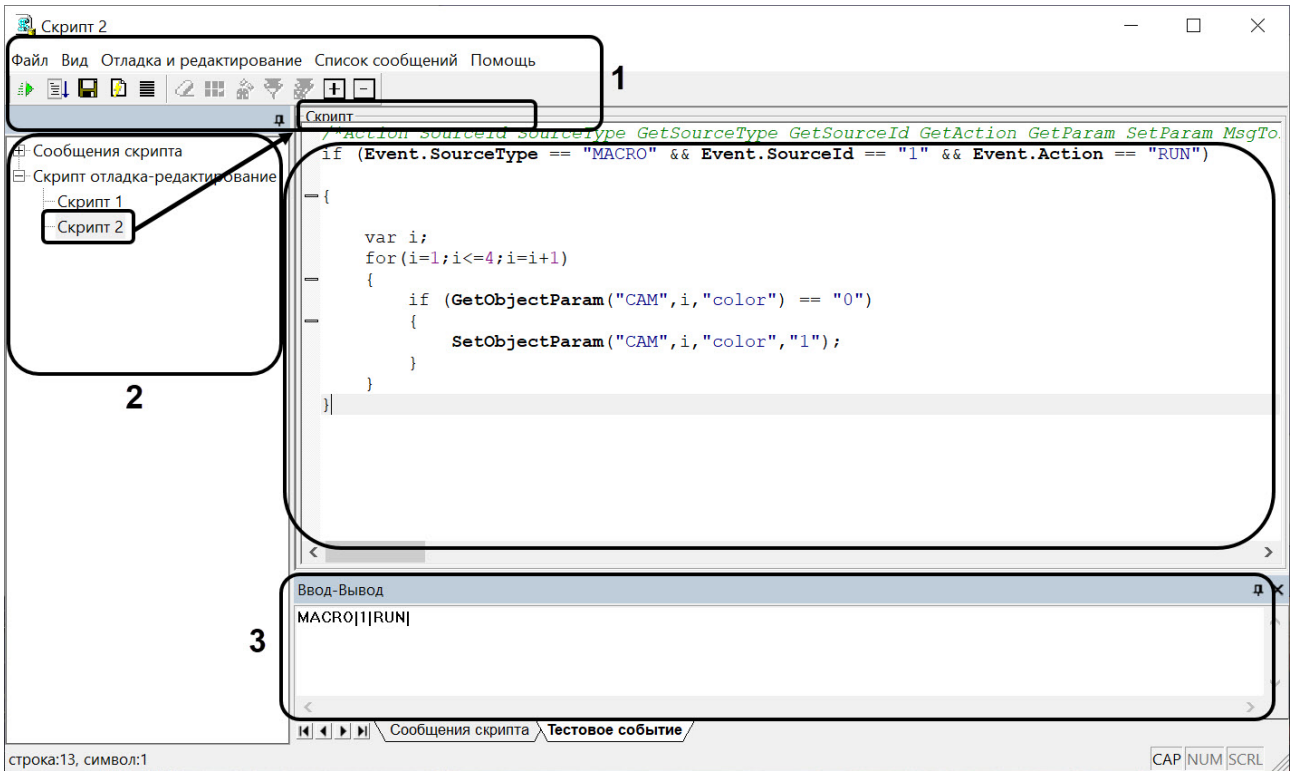 Скрипт 2
Файл Вид Отладка и редактирование Список сообщений Помощь
1
Скрипт
/*Action SourceId SourceType GetSourceType GetSourceId GetAction GetParam SetParam MsgTo
Сообщения скрипта
Скрипт отладка-редактирование
Скрипт 1
Скрипт 2
2
if (Event.SourceType == "MACRO" && Event.SourceId == "1" && Event.Action == "RUN")
{
var i;
for(i=1;i<=4;i=i+1)
{
if (GetObjectParam("CAM",i,"color") == "0")
{
SetObjectParam("CAM",i,"color","1");
}
}
}
Ввод-Вывод
MACRO|1|RUN|
3
Сообщения скрипта Тестовое событие
строка:13, символ:1
CAP NUM SCRL